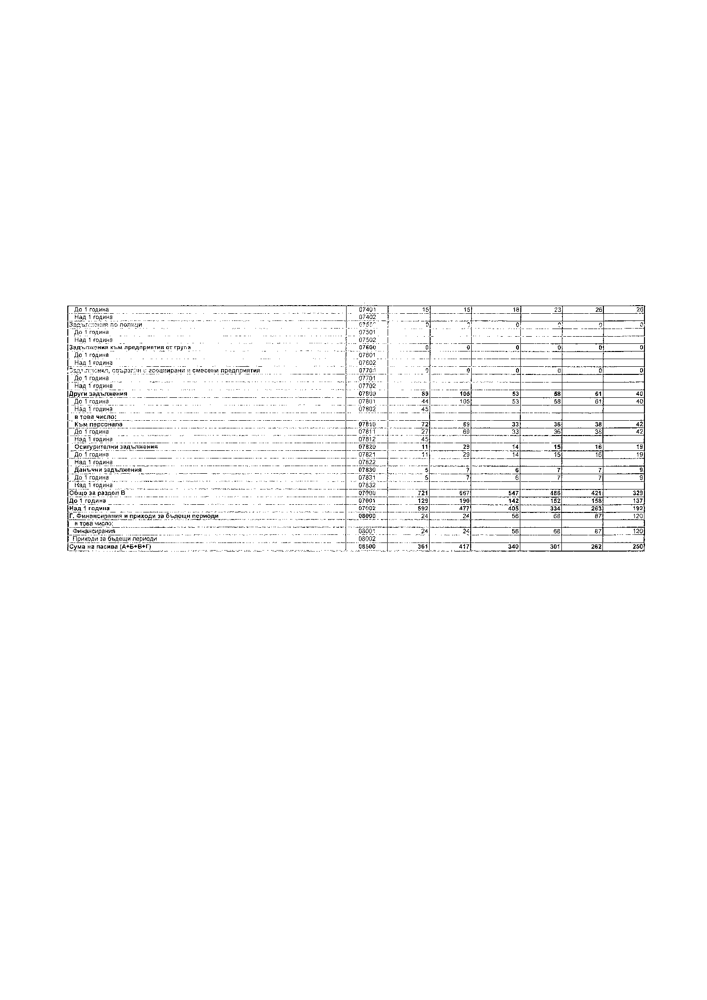 До 1 година 07401 15 15 18 23 26 26
Над 1 година 07402
Задължения по полици 0 0 0 0 0
До 1 година 07501
Над 1 година 07502
Задължения към предприятия от група 07600 0 0 0 0 0 0
До 1 година 07601
Над 1 година 07602
асоциирани и смесени предприятия 0 0 0 0 0 0
До 1 година 07701
Над 1 година 07702
Други задължения 07800 89 105 53 58 61 40
До 1 година 07801 44 105 53 58 61 40
Над 1 година 07802 45
в това число:
Към персонала 07810 72 69 33 36 38 42
До 1 година 07811 27 69 33 36 38 42
Над 1 година 07812 45
Осигурителни задължения 07820 11 29 14 15 16 19
До 1 година 07821 11 29 14 15 16 19
Над 1 година 07822
Данъчни задължения 07830 5 7 6 7 7 9
До 1 година 07831 5 7 6 7 7 9
Над 1 година 07832
Общо за раздел В 07000 721 667 547 486 421 329
До 1 година 07001 129 190 142 152 158 137
Над 1 година 07002 592 477 405 334 263 192
Г. Финансирания и приходи за бъдещи периоди 08000 24 24 56 68 87 120
в това число:
Финансирания 08001 24 24 56 68 87 120
Приходи за бъдещи периоди 08002
Сума на пасива (А+Б+В+Г) 08500 361 417 340 301 262 250